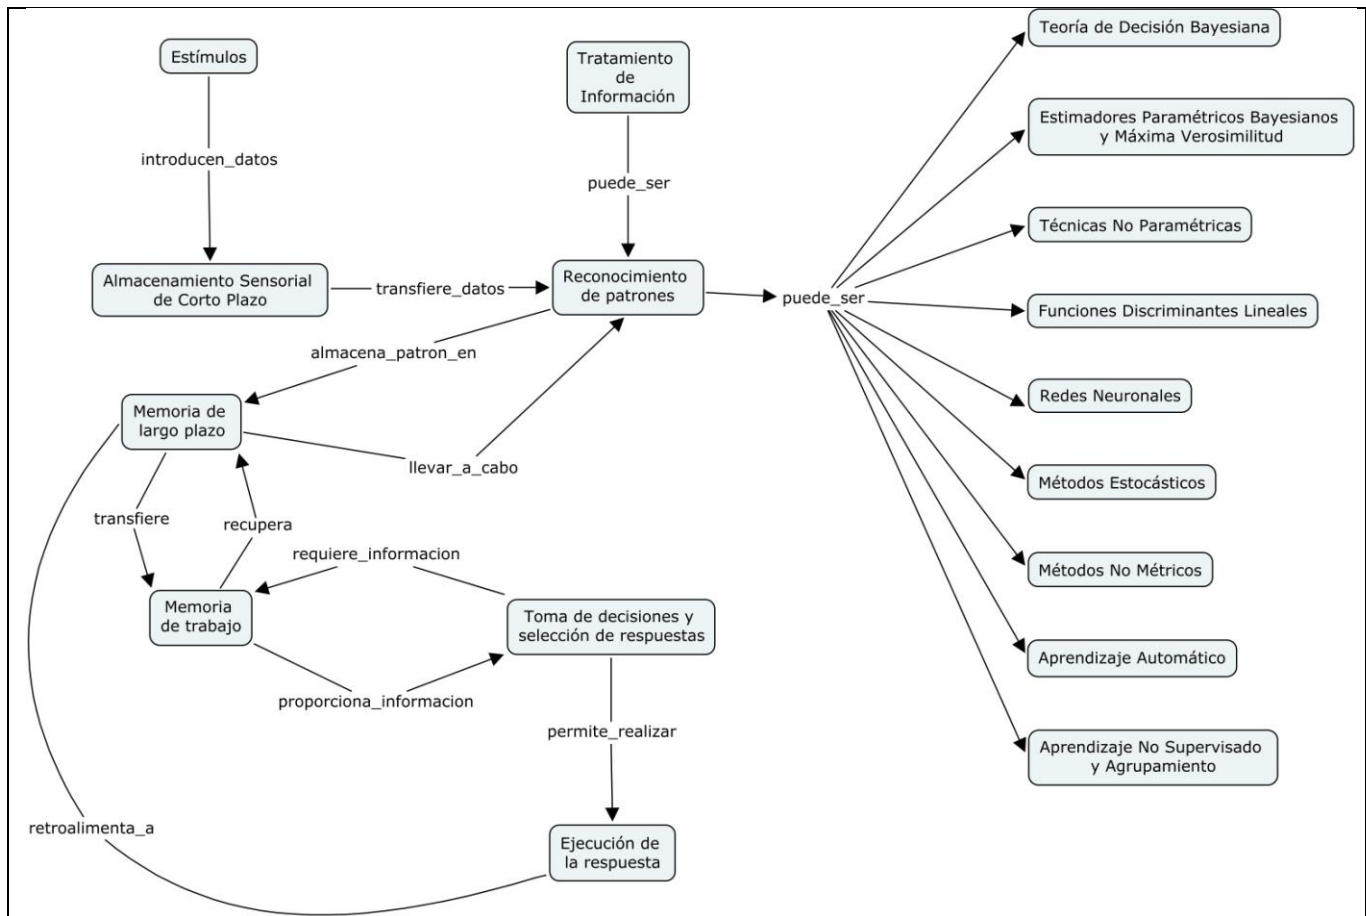 Estímulos
introducen_datos
Almacenamiento Sensorial
de Corto Plazo
transfiere_datos
Tratamiento
de
Información
puede_ser
Reconocimiento
de patrones
almacena_patron_en
Memoria de
largo plazo
llevar_a_cabo
transfiere
recupera
Memoria
de trabajo
requiere_informacion
proporciona_informacion
Toma de decisiones y
selección de respuestas
permite_realizar
Ejecución de
la respuesta
retroalimenta_a
puede_ser
Teoría de Decisión Bayesiana
Estimadores Paramétricos Bayesianos
y Máxima Verosimilitud
Técnicas No Paramétricas
Funciones Discriminantes Lineales
Redes Neuronales
Métodos Estocásticos
Métodos No Métricos
Aprendizaje Automático
Aprendizaje No Supervisado
y Agrupamiento